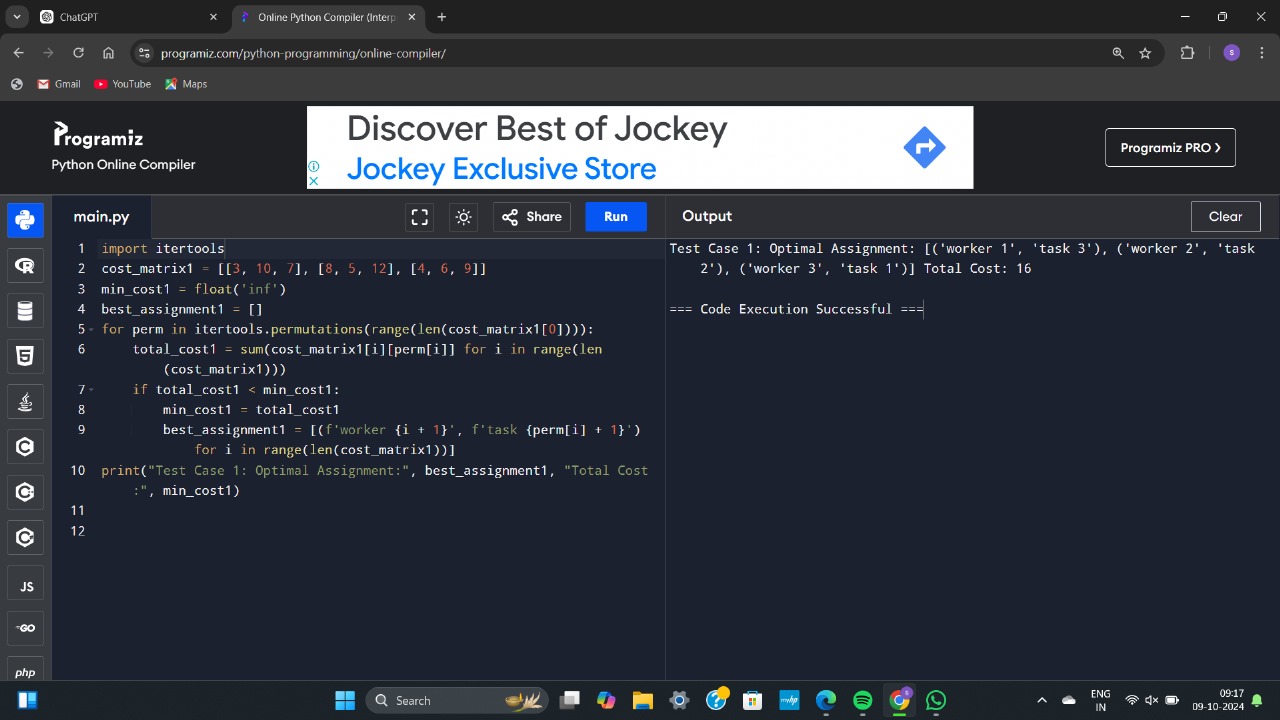 ChatGPT
Online Python Compiler (Interp
programiz.com/python-programming/online-compiler/
S
Gmail
YouTube
Maps
Programiz
Python Online Compiler
Discover Best of Jockey
Jockey Exclusive Store
Programiz PRO >
main.py
Share
Run
Output
Clear
1 import itertools
2 cost_matrix1 = [[3, 10, 7], [8, 5, 12], [4, 6, 9]]
3 min_cost1 = float('inf')
4 best_assignment1 = []
5 for perm in itertools.permutations(range(len(cost_matrix1[0]))):
6 total_cost1 = sum(cost_matrix1[i][perm[i]] for i in range(len
(cost_matrix1)))
7 if total_cost1 < min_cost1:
8 min_cost1 = total_cost1
9 best_assignment1 = [(f'worker {i + 1}', f'task {perm[i] + 1}')
for i in range(len(cost_matrix1))]
10 print("Test Case 1: Optimal Assignment:", best_assignment1, "Total Cost
:", min_cost1)
11
12
Test Case 1: Optimal Assignment: [('worker 1', 'task 3'), ('worker 2', 'task
2'), ('worker 3', 'task 1')] Total Cost: 16
=== Code Execution Successful ===
R
5
C
C
JS
GO
php
Search
myhp
ENG
IN
09:17
09-10-2024